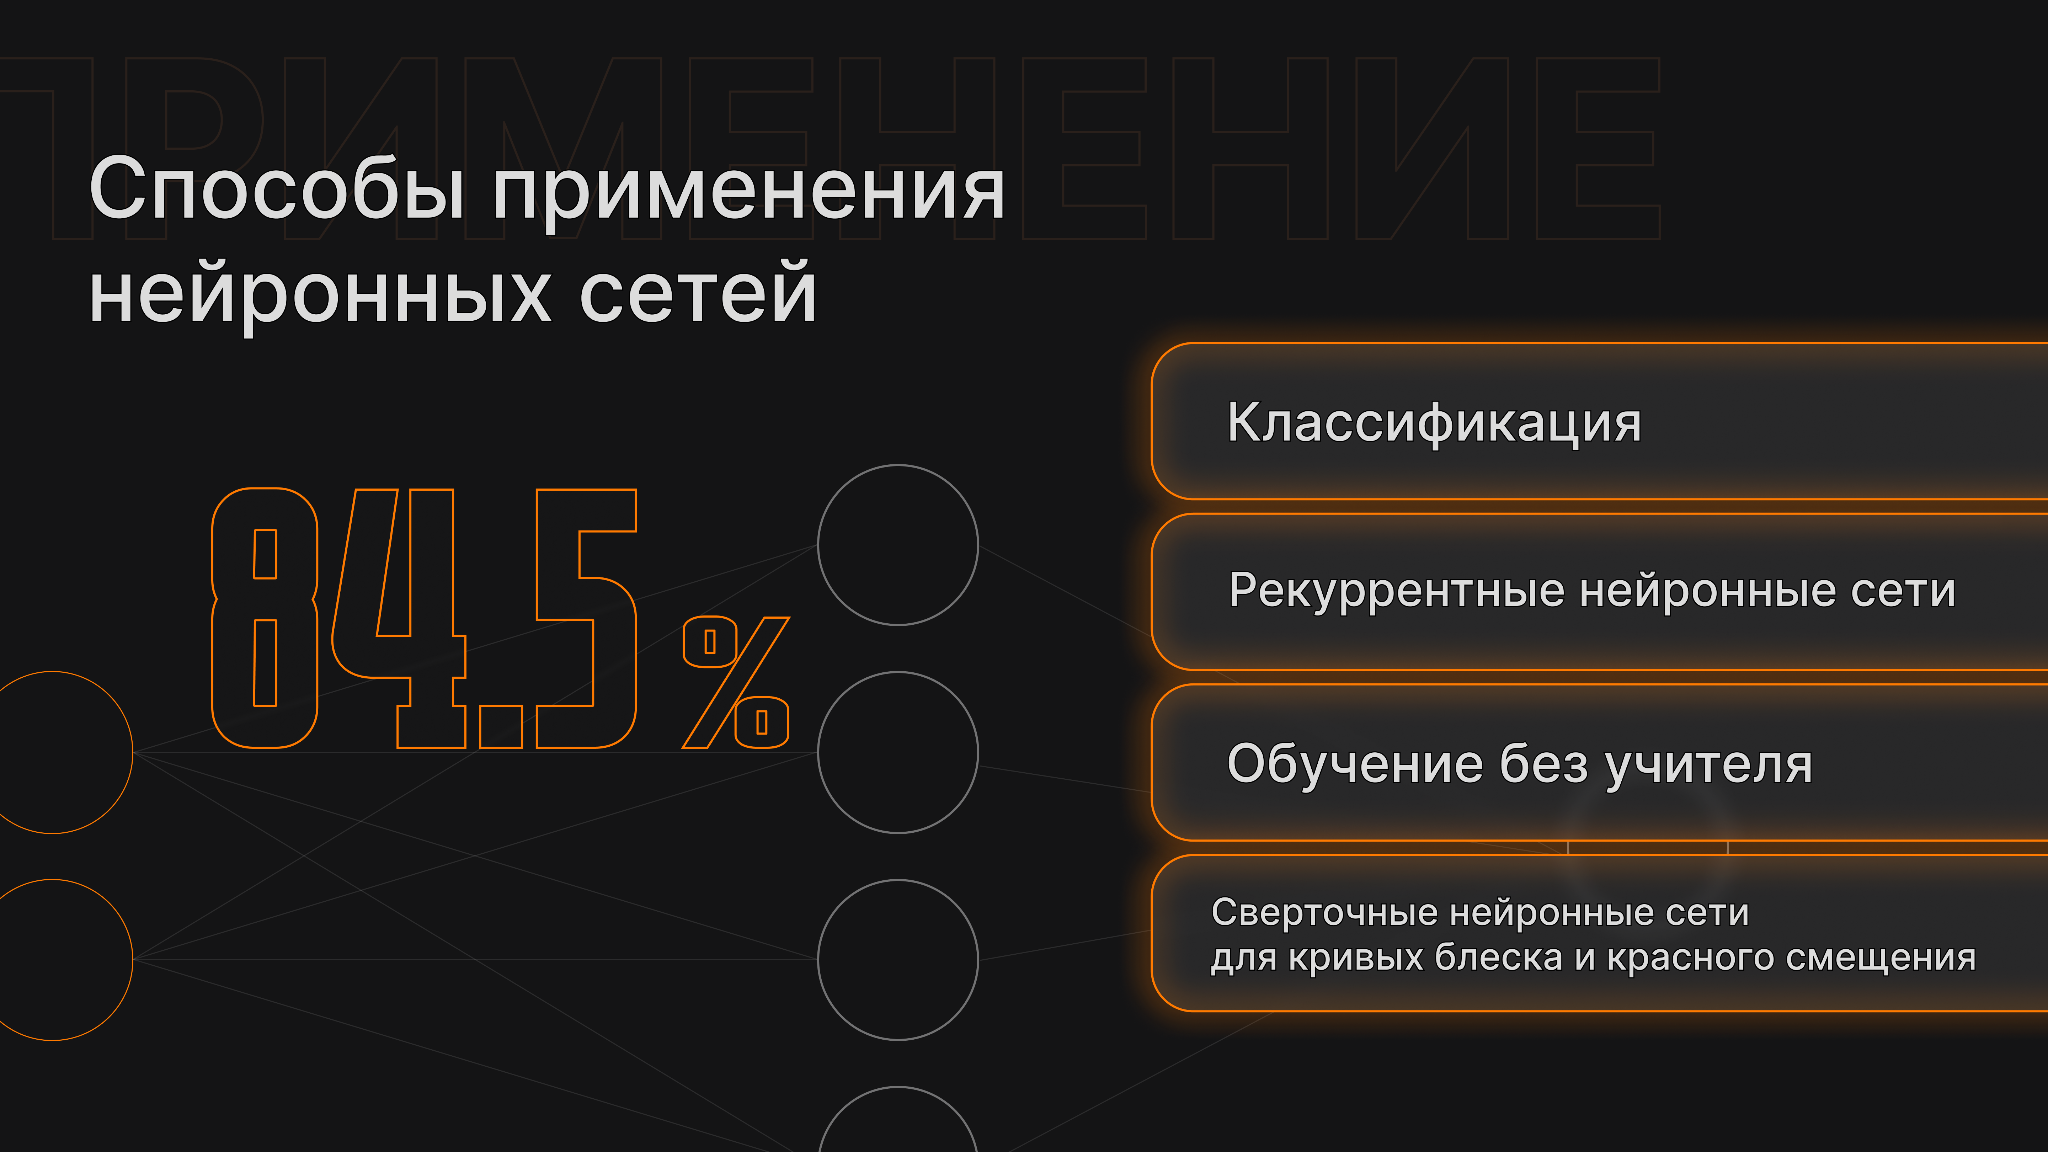 ПРИМЕНЕНИЕ
Способы применения
нейронных сетей
84.5 %
Классификация
Рекуррентные нейронные сети
Обучение без учителя
Сверточные нейронные сети
для кривых блеска и красного смещения